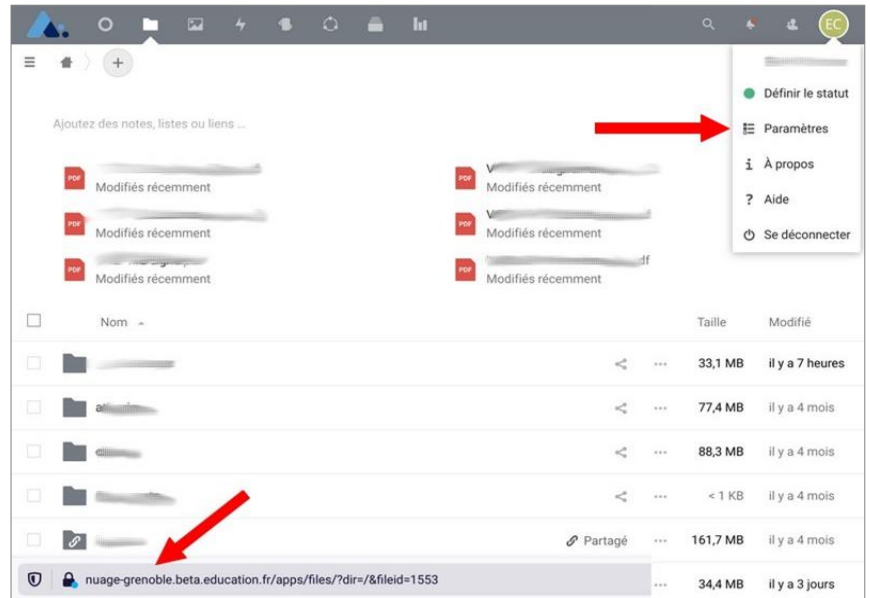 EC
Définir le statut
Paramètres
À propos
Aide
Se déconnecter
Ajoutez des notes, listes ou liens ...
PDF
Modifiés récemment
PDF
Modifiés récemment
PDF
Modifiés récemment
PDF
Modifiés récemment
PDF
Modifiés récemment
PDF
Modifiés récemment
Nom Taille Modifié
33,1 MB il y a 7 heures
77,4 MB il y a 4 mois
88,3 MB il y a 4 mois
< 1 KB il y a 4 mois
Partagé 161,7 MB il y a 4 mois
nuage-grenoble.beta.education.fr/apps/files/?dir=/&fileid=1553
34,4 MB il y a 3 jours